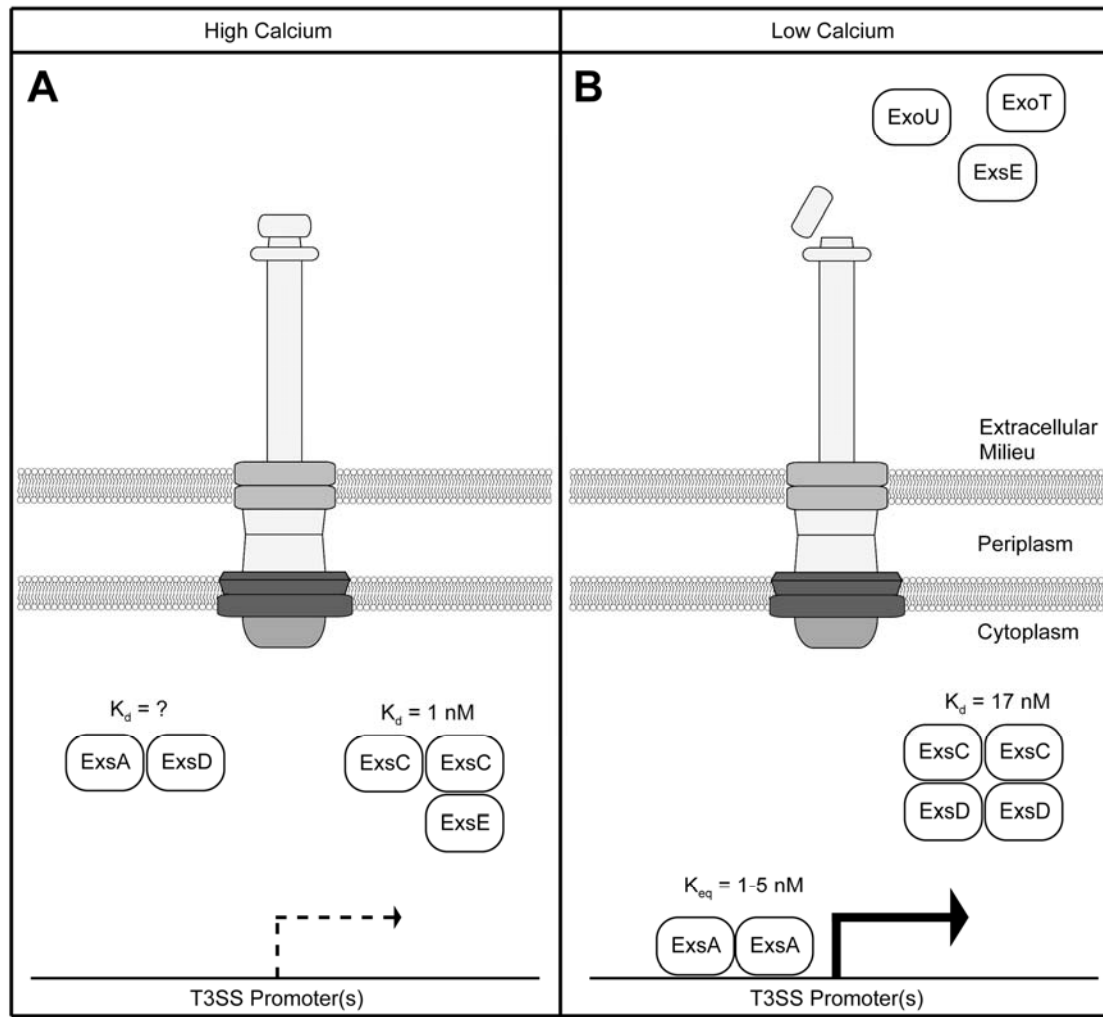 High Calcium
Low Calcium
A
B
ExoU
ExoT
ExsE
Extracellular
Milieu
Periplasm
Cytoplasm
K_d = ?
K_d = 1 nM
ExsA
ExsD
ExsC
ExsC
ExsE
K_d = 17 nM
ExsC
ExsC
ExsD
ExsD
K_eq = 1-5 nM
ExsA
ExsA
T3SS Promoter(s)
T3SS Promoter(s)